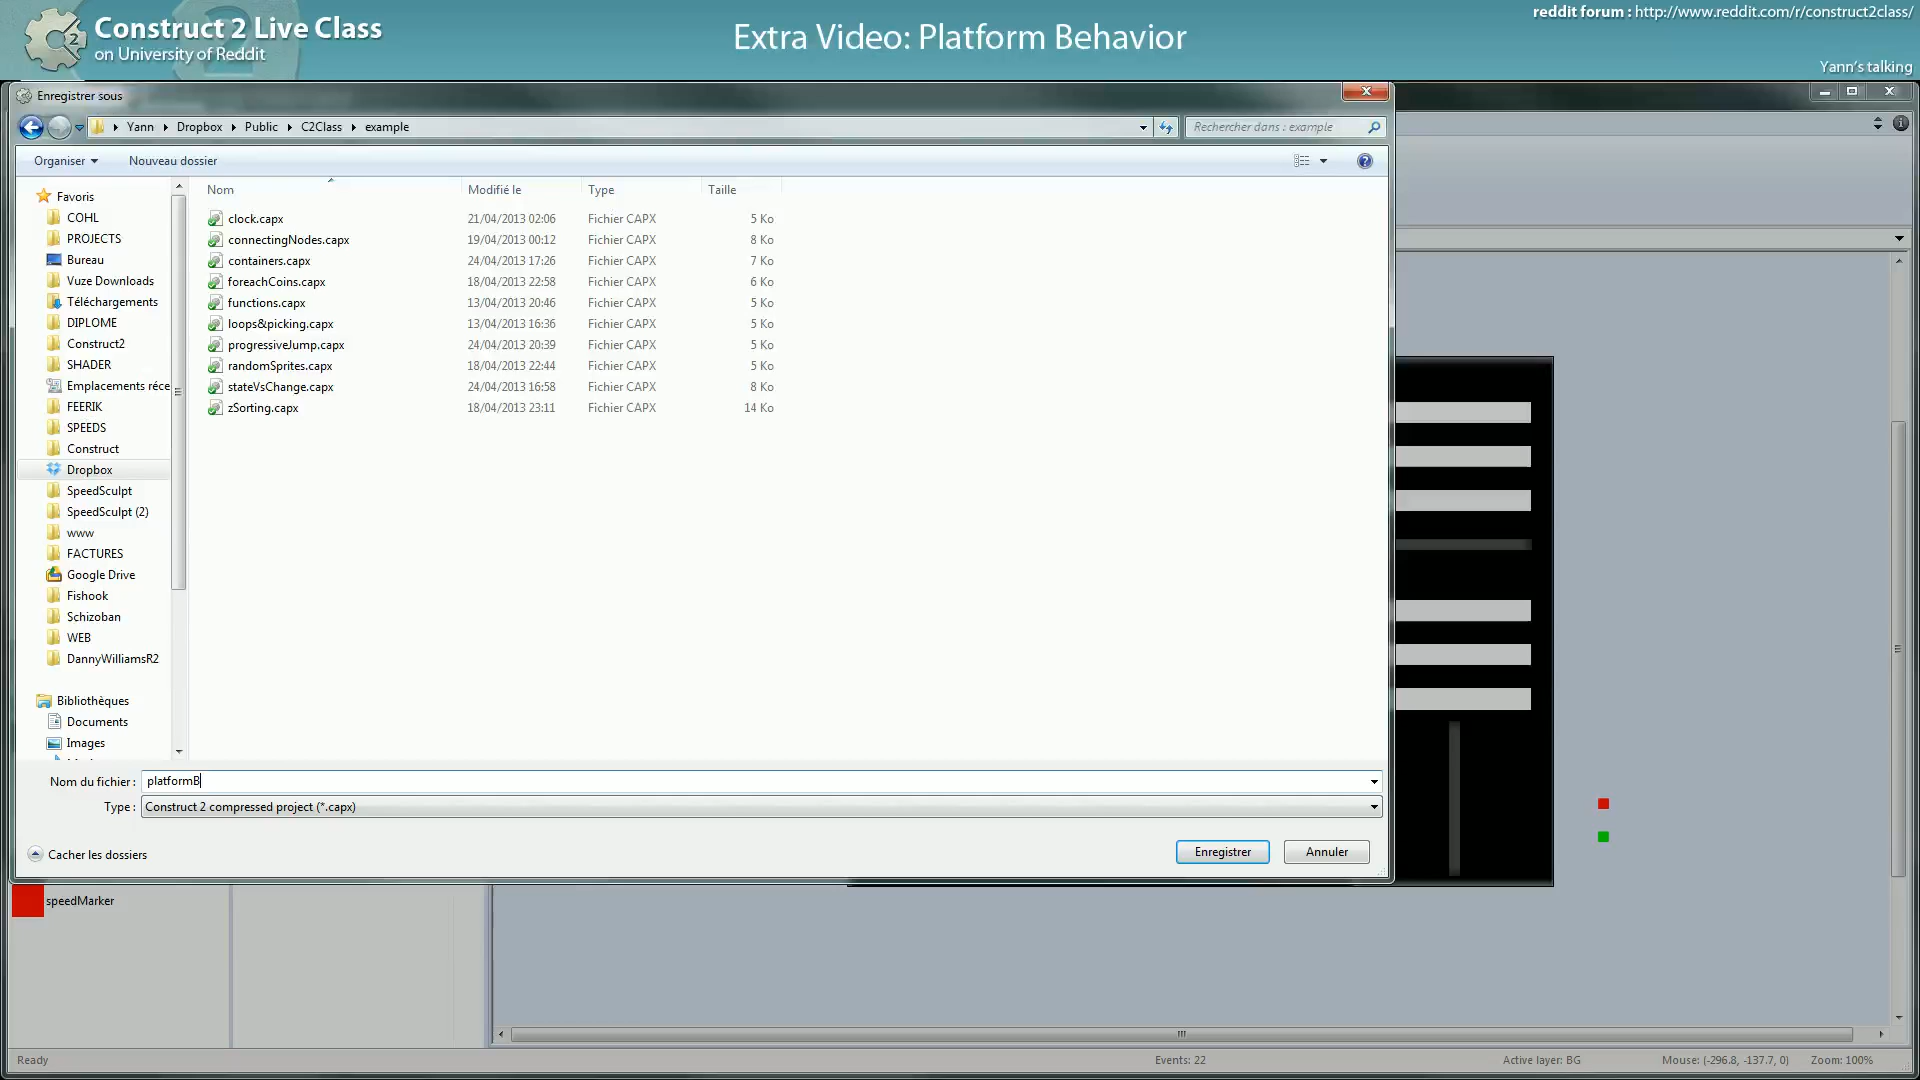 Construct 2 Live Class
on University of Reddit
Extra Video: Platform Behavior
reddit forum : http://www.reddit.com/r/construct2class/
Yann's talking
Enregistrer sous
Yann Dropbox Public C2Class example
Rechercher dans : example
Organiser Nouveau dossier
Nom Modifié le Type Taille
clock.capx 21/04/2013 02:06 Fichier CAPX 5 Ko
connectingNodes.capx 19/04/2013 00:12 Fichier CAPX 8 Ko
containers.capx 24/04/2013 17:26 Fichier CAPX 7 Ko
foreachCoins.capx 18/04/2013 22:58 Fichier CAPX 6 Ko
functions.capx 13/04/2013 20:46 Fichier CAPX 5 Ko
loops&picking.capx 13/04/2013 16:36 Fichier CAPX 5 Ko
progressiveJump.capx 24/04/2013 20:39 Fichier CAPX 5 Ko
randomSprites.capx 18/04/2013 22:44 Fichier CAPX 5 Ko
stateVsChange.capx 24/04/2013 16:58 Fichier CAPX 8 Ko
zSorting.capx 18/04/2013 23:11 Fichier CAPX 14 Ko
Favoris
COHL
PROJECTS
Bureau
Vuze Downloads
Téléchargements
DIPLOME
Construct2
SHADER
Emplacements réce
FEERIK
SPEEDS
Construct
Dropbox
SpeedSculpt
SpeedSculpt (2)
www
FACTURES
Google Drive
Fishook
Schizoban
WEB
DannyWilliamsR2
Bibliothèques
Documents
Images
Nom du fichier : platformB
Type : Construct 2 compressed project (*.capx)
Cacher les dossiers
Enregistrer Annuler
speedMarker
Ready
Events: 22
Active layer: BG
Mouse: (-296.8, -137.7, 0)
Zoom: 100%